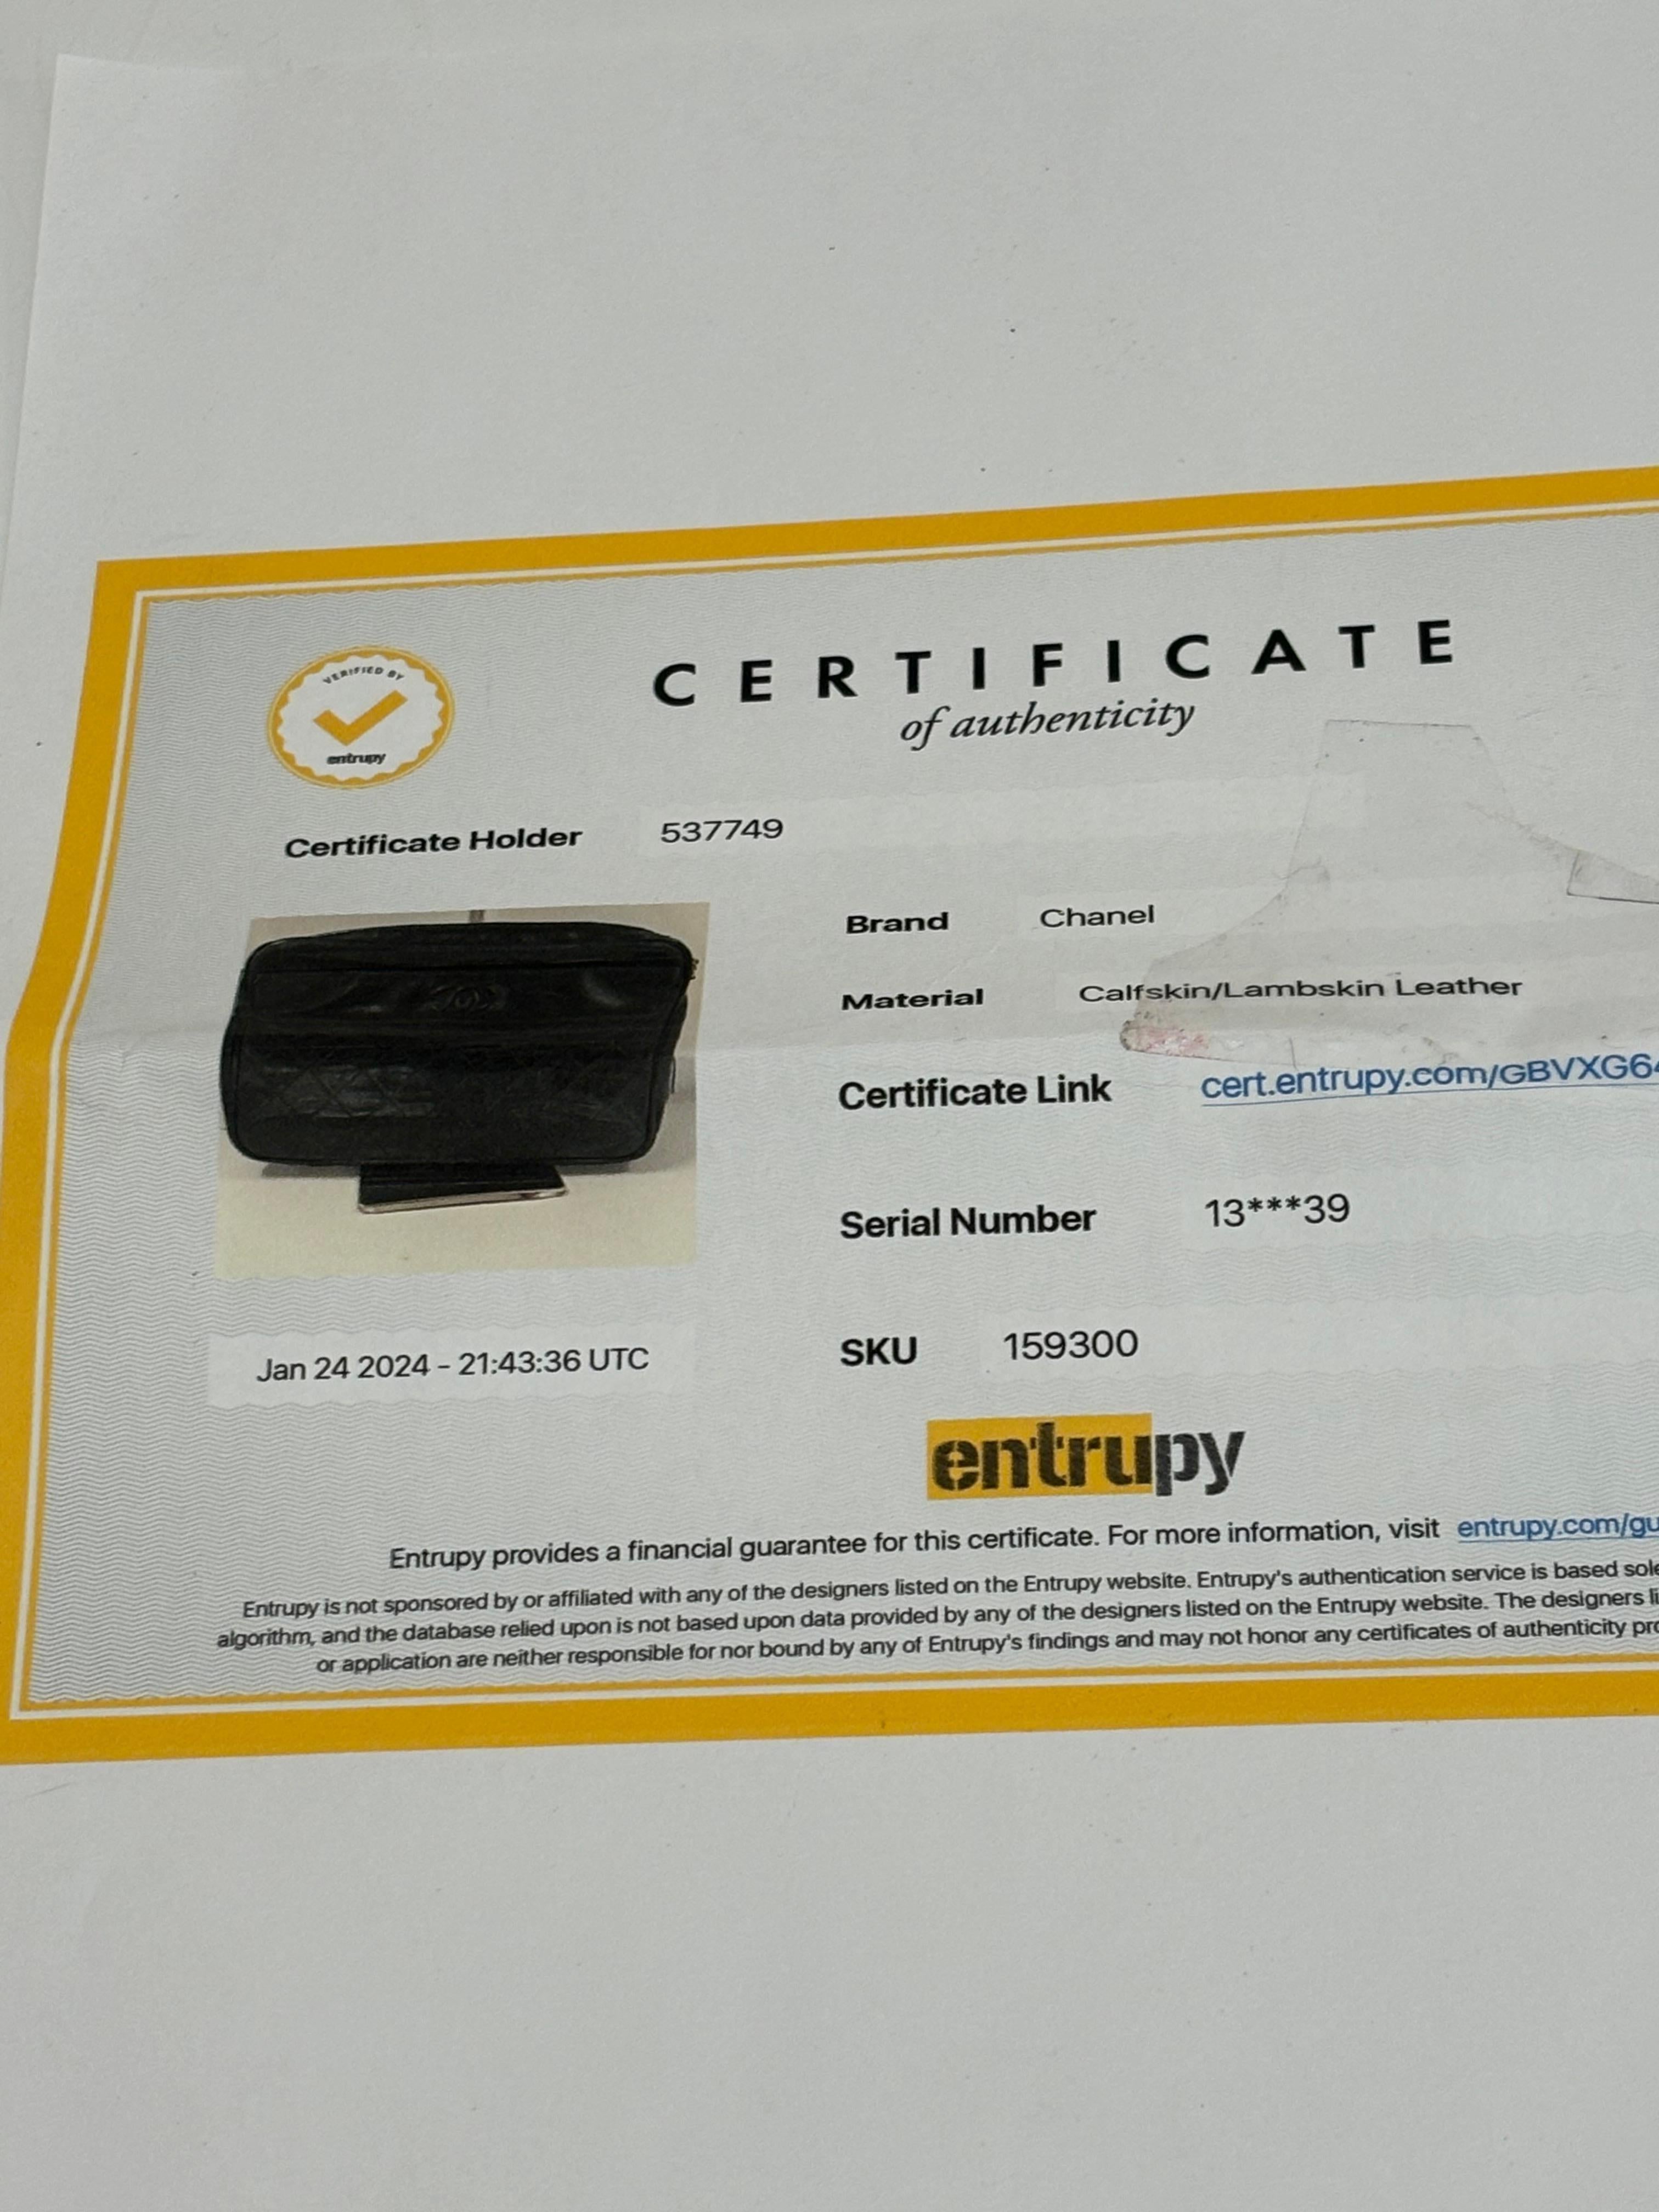 CERTIFICATE
of authenticity
VERIFIED BY
entrupy
Certificate Holder 537749
Brand Chanel
Material Calfskin/Lambskin Leather
Certificate Link cert.entrupy.com/GBVXG64
Serial Number 13***39
Jan 24 2024 - 21:43:36 UTC
SKU 159300
entrupy
Entrupy provides a financial guarantee for this certificate. For more information, visit entrupy.com/gu
Entrupy is not sponsored by or affiliated with any of the designers listed on the Entrupy website. Entrupy's authentication service is based sole
algorithm, and the database relied upon is not based upon data provided by any of the designers listed on the Entrupy website. The designers li
or application are neither responsible for nor bound by any of Entrupy's findings and may not honor any certificates of authenticity pro